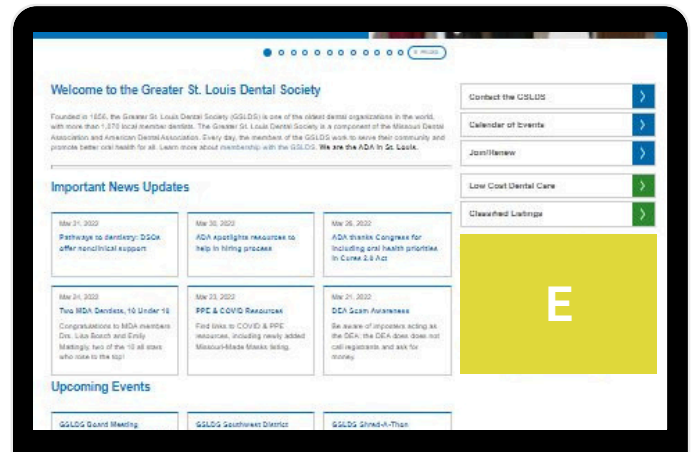 Welcome to the Greater St. Louis Dental Society
Founded in 1856, the Greater St. Louis Dental Society (GSLDS) is one of the oldest dental organizations in the world,
with more than 1,270 local member dentists. The Greater St. Louis Dental Society is a component of the Missouri Dental
Association and American Dental Association. Every day, the members of the GSLDS work to serve their community and
promote better oral health for all. Learn more about membership with the GSLDS. We are the ADA in St. Louis.
Important News Updates
Mar 31, 2022
Pathways to dentistry: DSOs
offer nonclinical support
Mar 30, 2022
ADA spotlights resources to
help in hiring process
Mar 25, 2022
ADA thanks Congress for
including oral health priorities
in Cures 2.0 Act
Mar 24, 2022
Two MDA Dentists, 10 Under 10
Congratulations to MDA members
Drs. Lisa Bosch and Emily
Mattingly, two of the 10 all stars
who rose to the top!
Mar 23, 2022
PPE & COVID Resources
Find links to COVID & PPE
resources, including newly added
Missouri-Made Masks listing.
Mar 21, 2022
DEA Scam Awareness
Be aware of imposters acting as
the DEA; the DEA does does not
call registrants and ask for
money.
Upcoming Events
GSLDS Board Meeting
GSLDS Southwest District
GSLDS Shred-A-Thon
Contact the GSLDS
Calendar of Events
Join/Renew
Low Cost Dental Care
Classified Listings
E